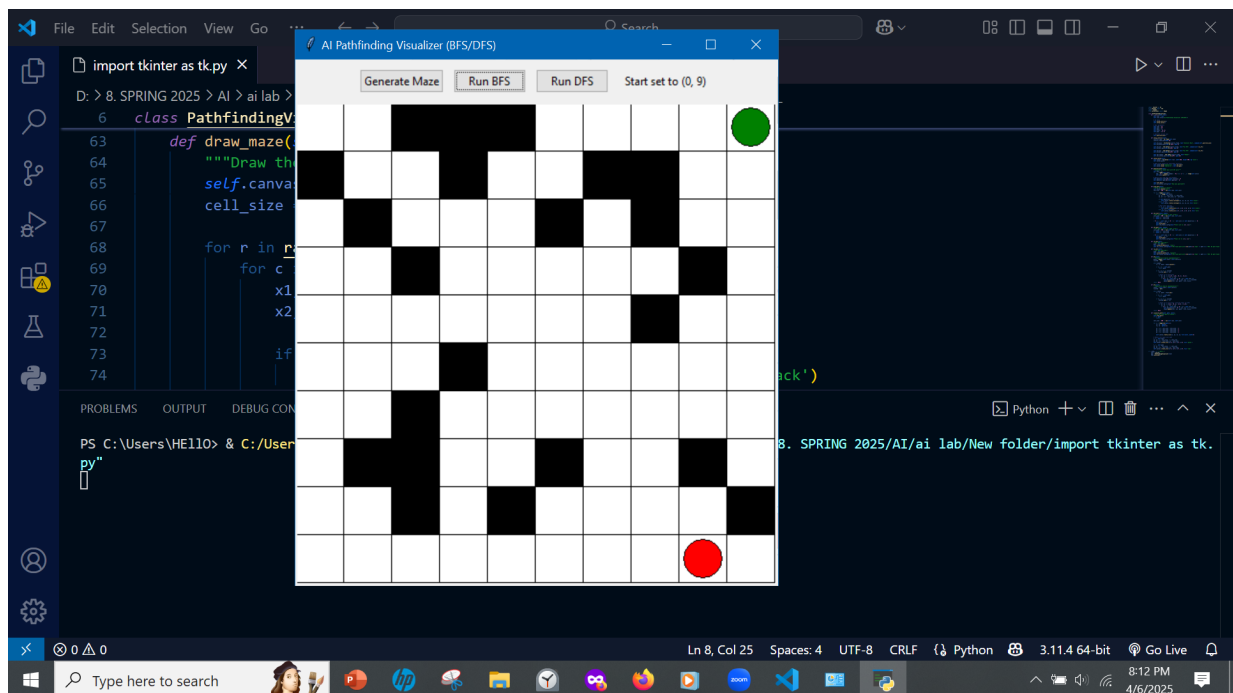 File Edit Selection View Go ··· Search
AI Pathfinding Visualizer (BFS/DFS)
import tkinter as tk.py
Generate Maze Run BFS Run DFS Start set to (0, 9)
D: > 8. SPRING 2025 > AI > ai lab >
6 class PathfindingVi
63 def draw_maze(
64 """Draw the
65 self.canvas
66 cell_size
67
68 for r in ra
69 for c
70 x1
71 x2
72
73 if
74 ack')
PROBLEMS OUTPUT DEBUG CON
Python
PS C:\Users\HEllO> & C:/User 8. SPRING 2025/AI/ai lab/New folder/import tkinter as tk.
py"
0 0 Ln 8, Col 25 Spaces: 4 UTF-8 CRLF Python 3.11.4 64-bit Go Live
Type here to search
zoom
8:12 PM
4/6/2025